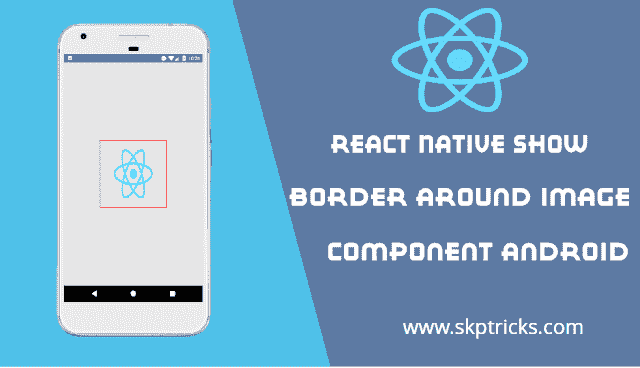 REACT NATIVE SHOW
BORDER AROUND IMAGE
COMPONENT ANDROID
www.skptricks.com